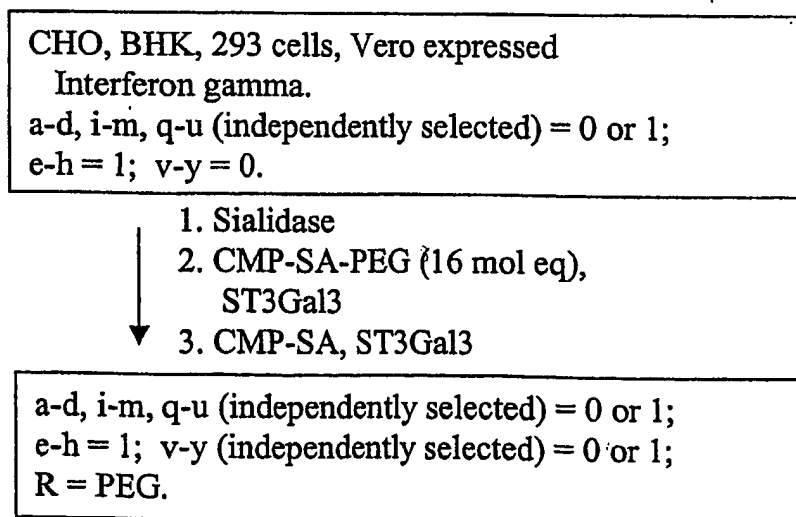 CHO, BHK, 293 cells, Vero expressed
Interferon gamma.
a-d, i-m, q-u (independently selected) = 0 or 1;
e-h = 1; v-y = 0.
1. Sialidase
2. CMP-SA-PEG (16 mol eq),
ST3Gal3
3. CMP-SA, ST3Gal3
a-d, i-m, q-u (independently selected) = 0 or 1;
e-h = 1; v-y (independently selected) = 0 or 1;
R = PEG.